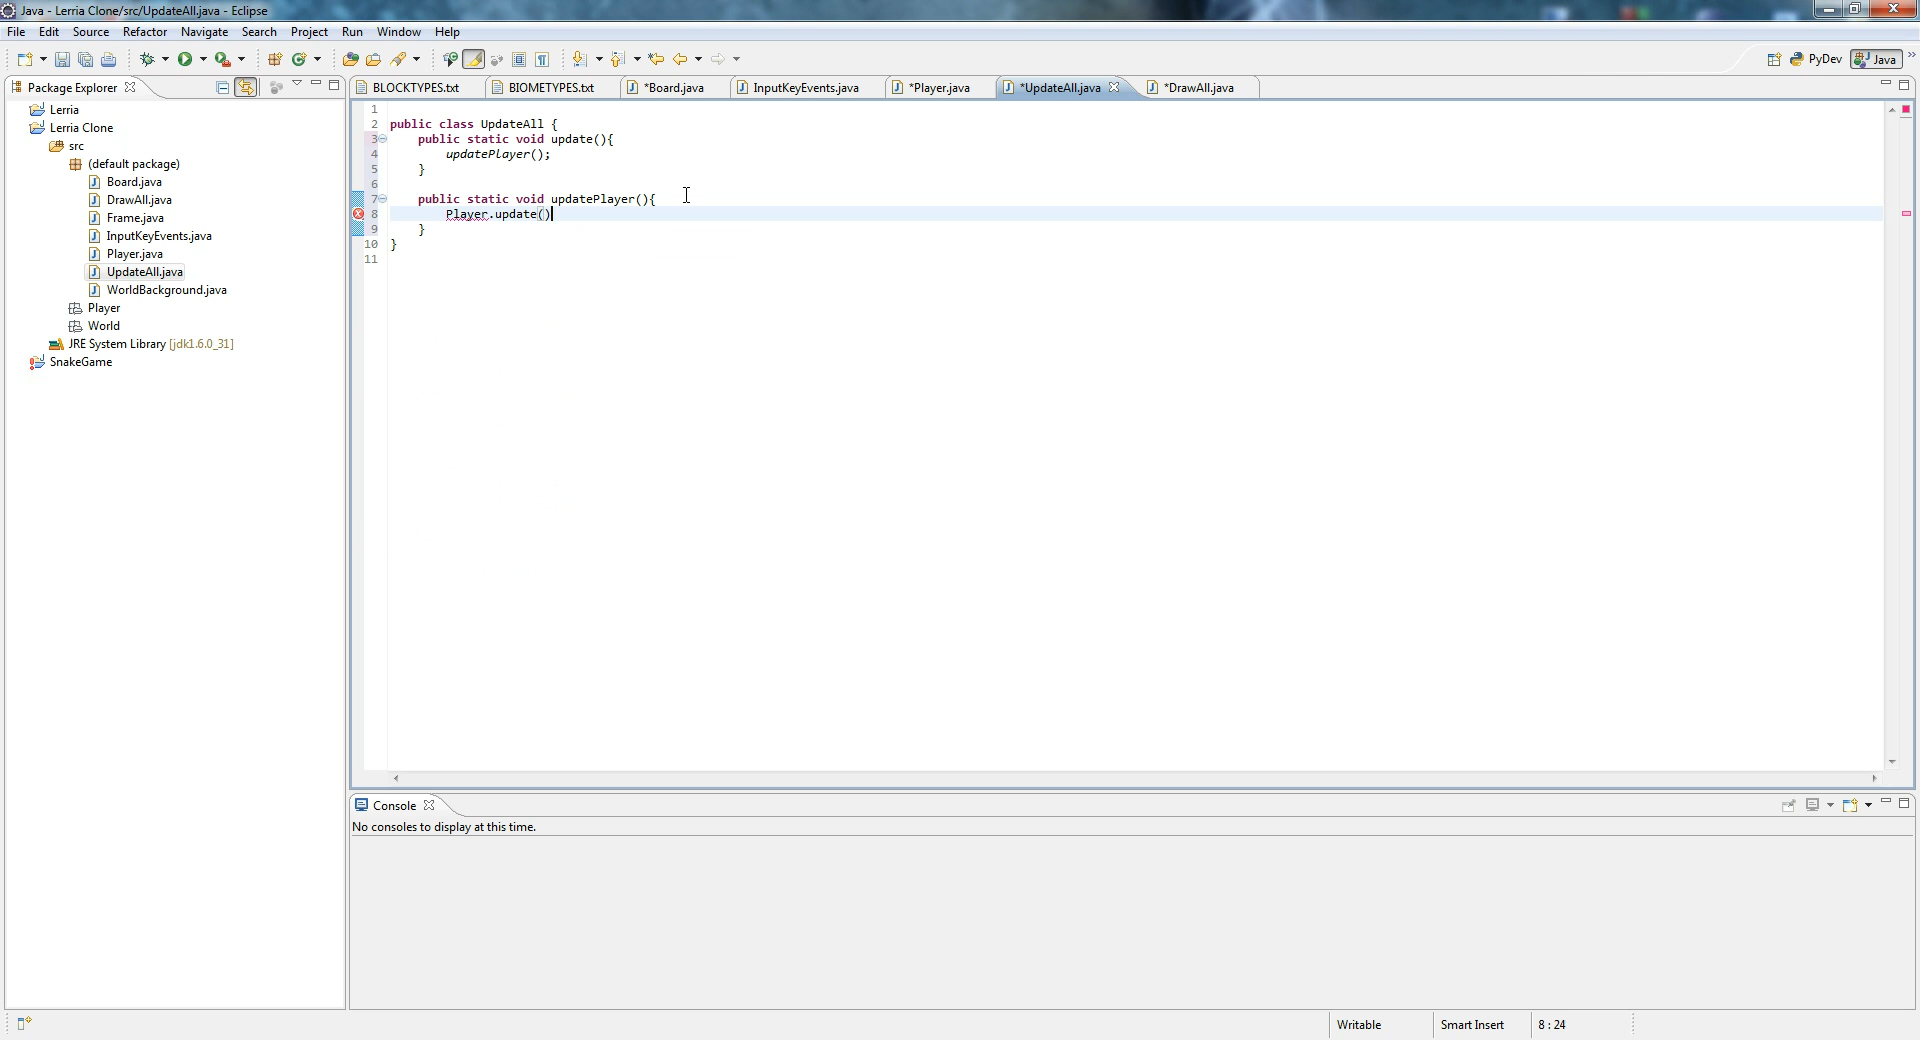 Java - Lerria Clone/src/UpdateAll.java - Eclipse
File Edit Source Refactor Navigate Search Project Run Window Help
PyDev Java »
Package Explorer
Lerria
Lerria Clone
src
(default package)
Board.java
DrawAll.java
Frame.java
InputKeyEvents.java
Player.java
UpdateAll.java
WorldBackground.java
Player
World
JRE System Library [jdk1.6.0_31]
SnakeGame
BLOCKTYPES.txt BIOMETYPES.txt *Board.java InputKeyEvents.java *Player.java *UpdateAll.java *DrawAll.java
1
2 public class UpdateAll {
3 public static void update(){
4 updatePlayer();
5 }
6
7 public static void updatePlayer(){
8 Player.update()
9 }
10 }
11
Console
No consoles to display at this time.
Writable Smart Insert 8 : 24